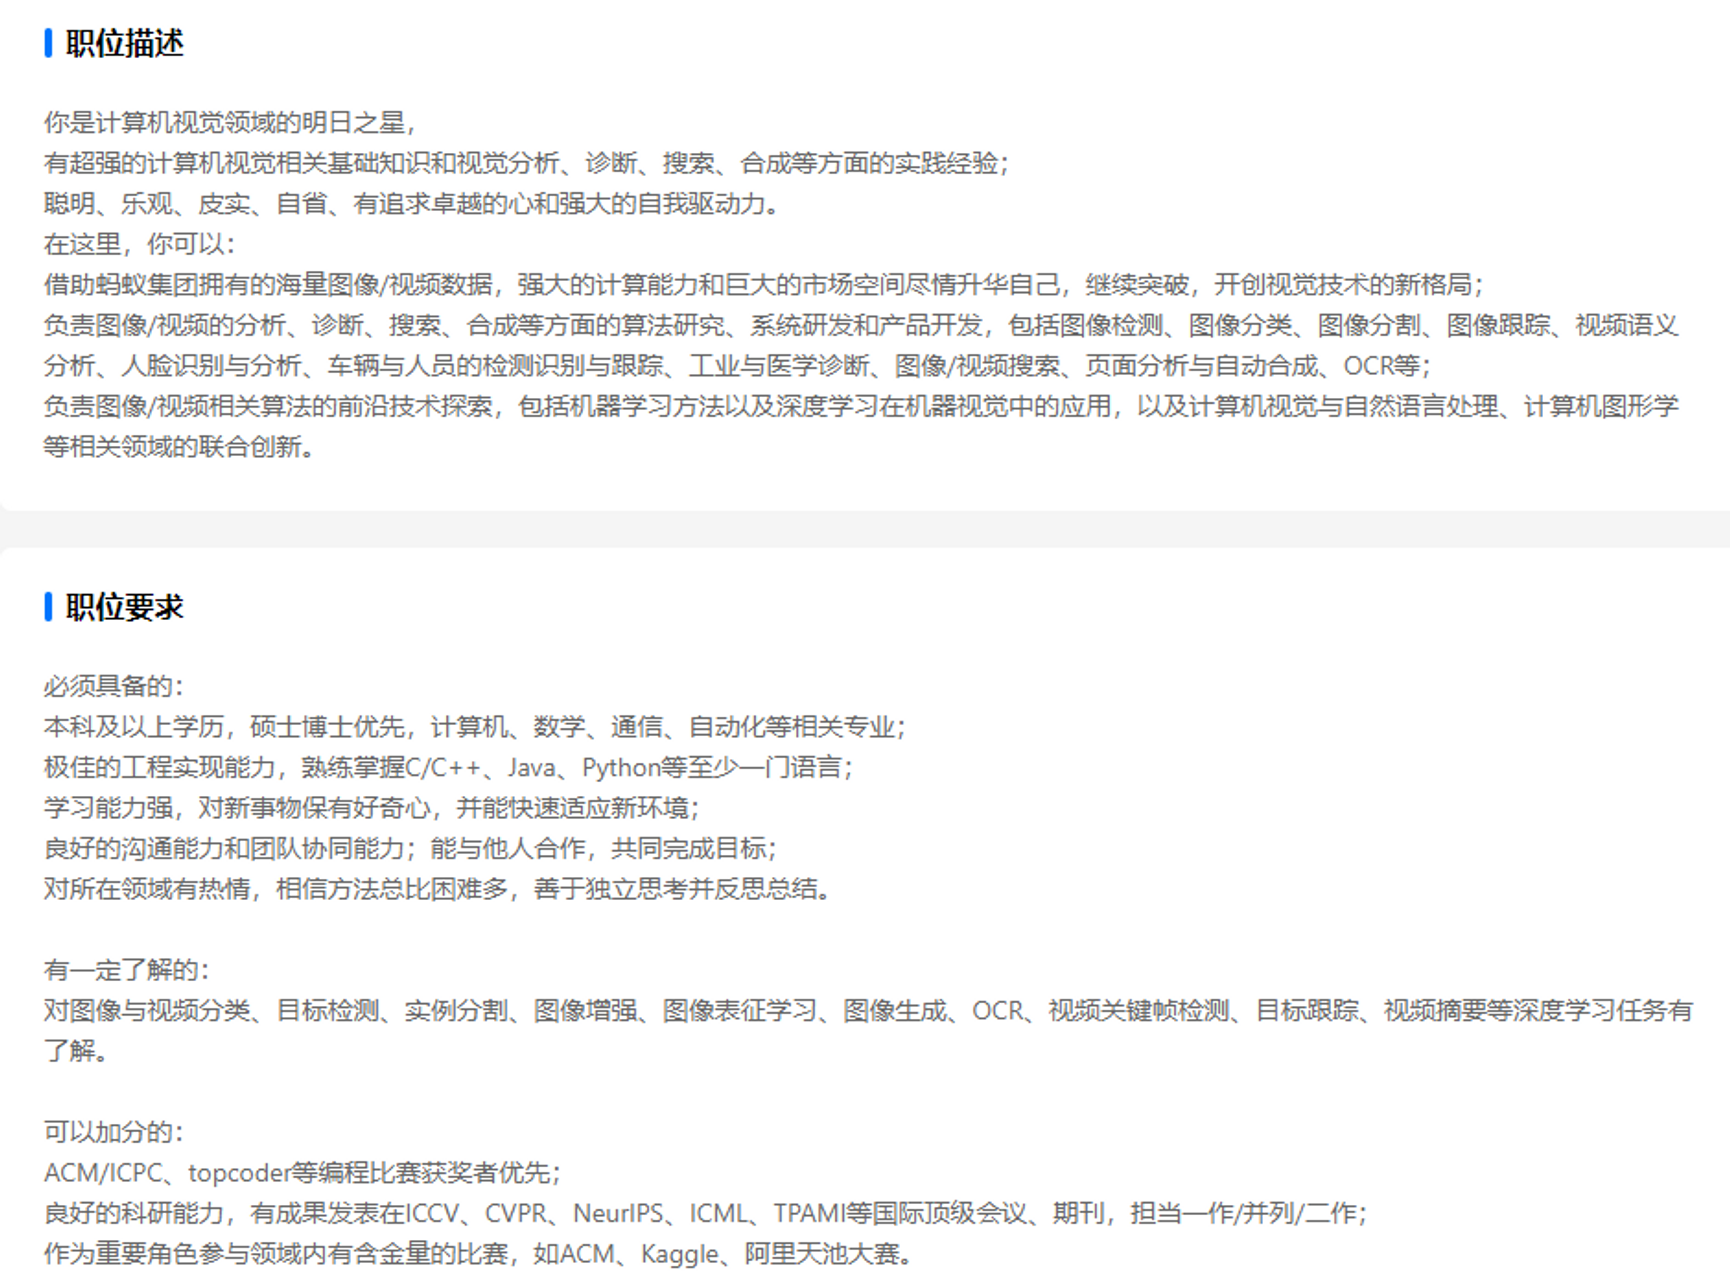 职位描述
你是计算机视觉领域的明日之星，
有超强的计算机视觉相关基础知识和视觉分析、诊断、搜索、合成等方面的实践经验；
聪明、乐观、皮实、自省、有追求卓越的心和强大的自我驱动力。
在这里，你可以：
借助蚂蚁集团拥有的海量图像/视频数据，强大的计算能力和巨大的市场空间尽情升华自己，继续突破，开创视觉技术的新格局；
负责图像/视频的分析、诊断、搜索、合成等方面的算法研究、系统研发和产品开发，包括图像检测、图像分类、图像分割、图像跟踪、视频语义
分析、人脸识别与分析、车辆与人员的检测识别与跟踪、工业与医学诊断、图像/视频搜索、页面分析与自动合成、OCR等；
负责图像/视频相关算法的前沿技术探索，包括机器学习方法以及深度学习在机器视觉中的应用，以及计算机视觉与自然语言处理、计算机图形学
等相关领域的联合创新。
职位要求
必须具备的：
本科及以上学历，硕士博士优先，计算机、数学、通信、自动化等相关专业；
极佳的工程实现能力，熟练掌握C/C++、Java、Python等至少一门语言；
学习能力强，对新事物保有好奇心，并能快速适应新环境；
良好的沟通能力和团队协同能力；能与他人合作，共同完成目标；
对所在领域有热情，相信方法总比困难多，善于独立思考并反思总结。
有一定了解的：
对图像与视频分类、目标检测、实例分割、图像增强、图像表征学习、图像生成、OCR、视频关键帧检测、目标跟踪、视频摘要等深度学习任务有
了解。
可以加分的：
ACM/ICPC、topcoder等编程比赛获奖者优先；
良好的科研能力，有成果发表在ICCV、CVPR、NeurIPS、ICML、TPAMI等国际顶级会议、期刊，担当一作/并列/二作；
作为重要角色参与领域内有含金量的比赛，如ACM、Kaggle、阿里天池大赛。